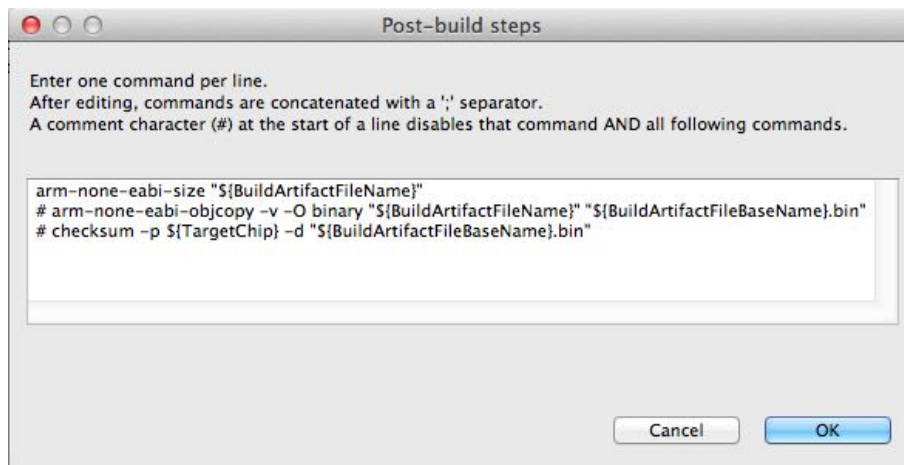 Post-build steps
Enter one command per line.
After editing, commands are concatenated with a ';' separator.
A comment character (#) at the start of a line disables that command AND all following commands.
arm-none-eabi-size "${BuildArtifactFileName}"
# arm-none-eabi-objcopy -v -O binary "${BuildArtifactFileName}" "${BuildArtifactFileBaseName}.bin"
# checksum -p ${TargetChip} -d "${BuildArtifactFileBaseName}.bin"
Cancel
OK